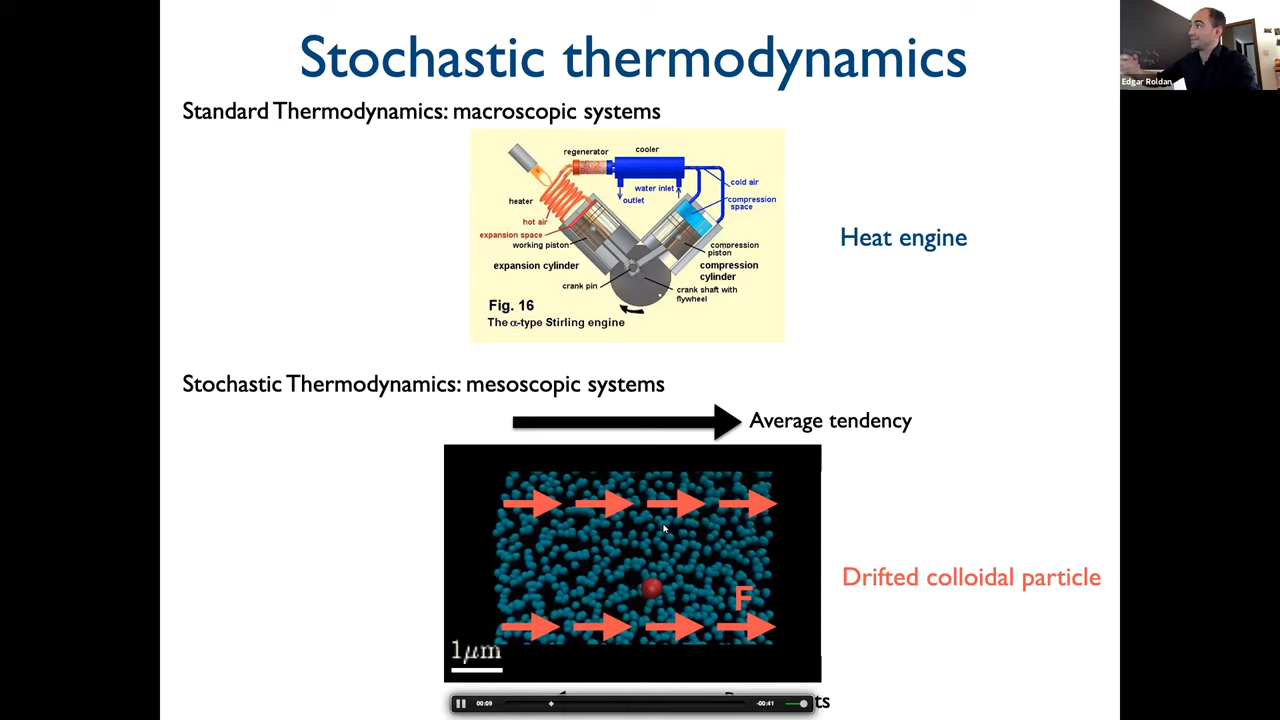 Stochastic thermodynamics
Edgar Roldan
Standard Thermodynamics: macroscopic systems
regenerator
cooler
cold air
water inlet
outlet
compression
space
heater
hot air
expansion space
working piston
compression
piston
expansion cylinder
compression
cylinder
crank pin
crank shaft with
flywheel
Fig. 16
The α-type Stirling engine
Heat engine
Stochastic Thermodynamics: mesoscopic systems
Average tendency
Drifted colloidal particle
F
1μm
00:09
-00:41